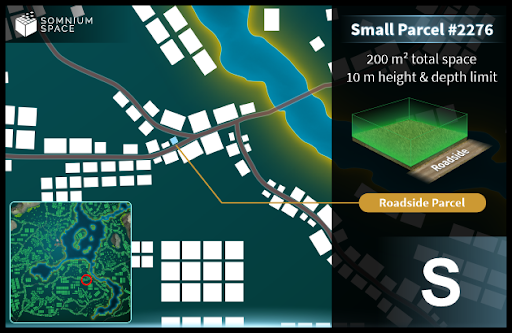 SOMNIUM
SPACE
Small Parcel #2276
200 m² total space
10 m height & depth limit
Roadside
Roadside Parcel
S